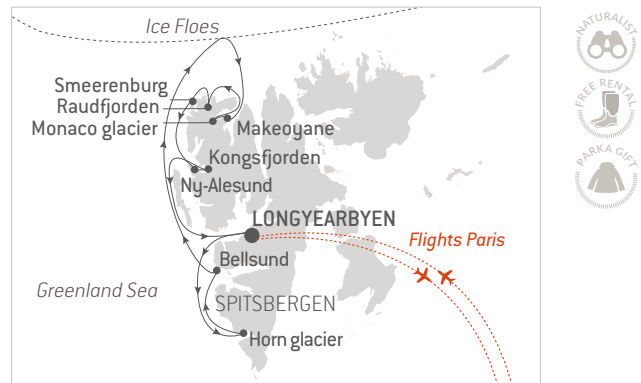 Ice Floes
Smeerenburg
Raudfjorden
Monaco glacier
Makeoyane
Kongsfjorden
Ny-Alesund
LONGYEARBYEN
Flights Paris
Bellsund
Greenland Sea
SPITSBERGEN
Horn glacier
NATURALIST
FREE RENTAL
PARKA GIFT